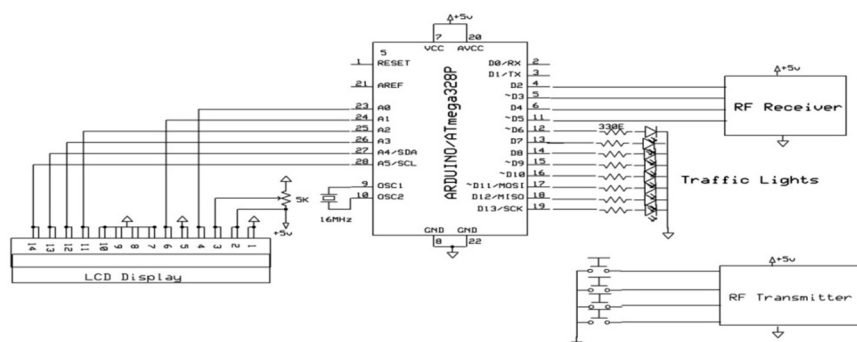 +5v
7 20
VCC AVCC
5
1 RESET
21 AREF
23 A0
24 A1
25 A2
26 A3
27 A4/SDA
28 A5/SCL
9 OSC1
10 OSC2
16MHz
ARDUINO/ATmega328P
D0/RX 2
D1/TX 3
D2 4
~D3 5
D4 6
~D5 11
~D6 12
D7 13
D8 14
~D9 15
~D10 16
~D11/MOSI 17
D12/MISO 18
D13/SCK 19
GND GND
8 22
330E
Traffic Lights
+5v
RF Receiver
5K
+5v
14 13 12 11 10 9 8 7 6 5 4 3 2 1
LCD Display
+5v
RF Transmitter